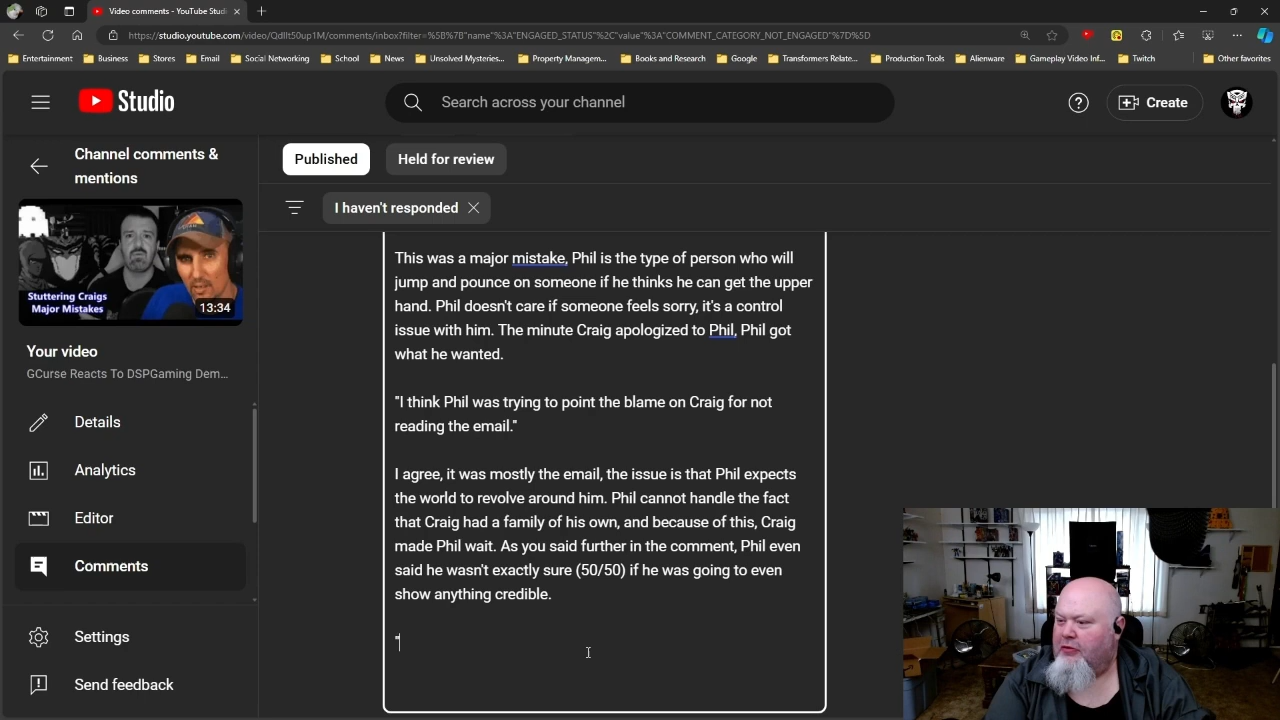 Video comments - YouTube Studio
https://studio.youtube.com/video/Qdllt50up1M/comments/inbox?filter=%5B%7B"name"%3A"ENGAGED_STATUS"%2C"value"%3A"COMMENT_CATEGORY_NOT_ENGAGED"%7D%5D
Entertainment
Business
Stores
Email
Social Networking
School
News
Unsolved Mysteries...
Property Managem...
Books and Research
Google
Transformers Relate...
Production Tools
Alienware
Gameplay Video Inf...
Twitch
Other favorites
Studio
Search across your channel
Create
Channel comments &
mentions
Stuttering Craigs
Major Mistakes
13:34
Your video
GCurse Reacts To DSPGaming Dem...
Details
Analytics
Editor
Comments
Settings
Send feedback
Published
Held for review
I haven't responded
This was a major mistake, Phil is the type of person who will
jump and pounce on someone if he thinks he can get the upper
hand. Phil doesn't care if someone feels sorry, it's a control
issue with him. The minute Craig apologized to Phil, Phil got
what he wanted.
"I think Phil was trying to point the blame on Craig for not
reading the email."
I agree, it was mostly the email, the issue is that Phil expects
the world to revolve around him. Phil cannot handle the fact
that Craig had a family of his own, and because of this, Craig
made Phil wait. As you said further in the comment, Phil even
said he wasn't exactly sure (50/50) if he was going to even
show anything credible.
"